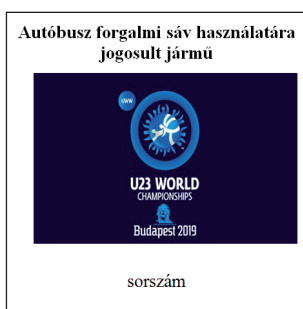 Autóbusz forgalmi sáv használatára
jogosult jármű
UWW
U23 WORLD
CHAMPIONSHIPS
Budapest 2019
sorszám